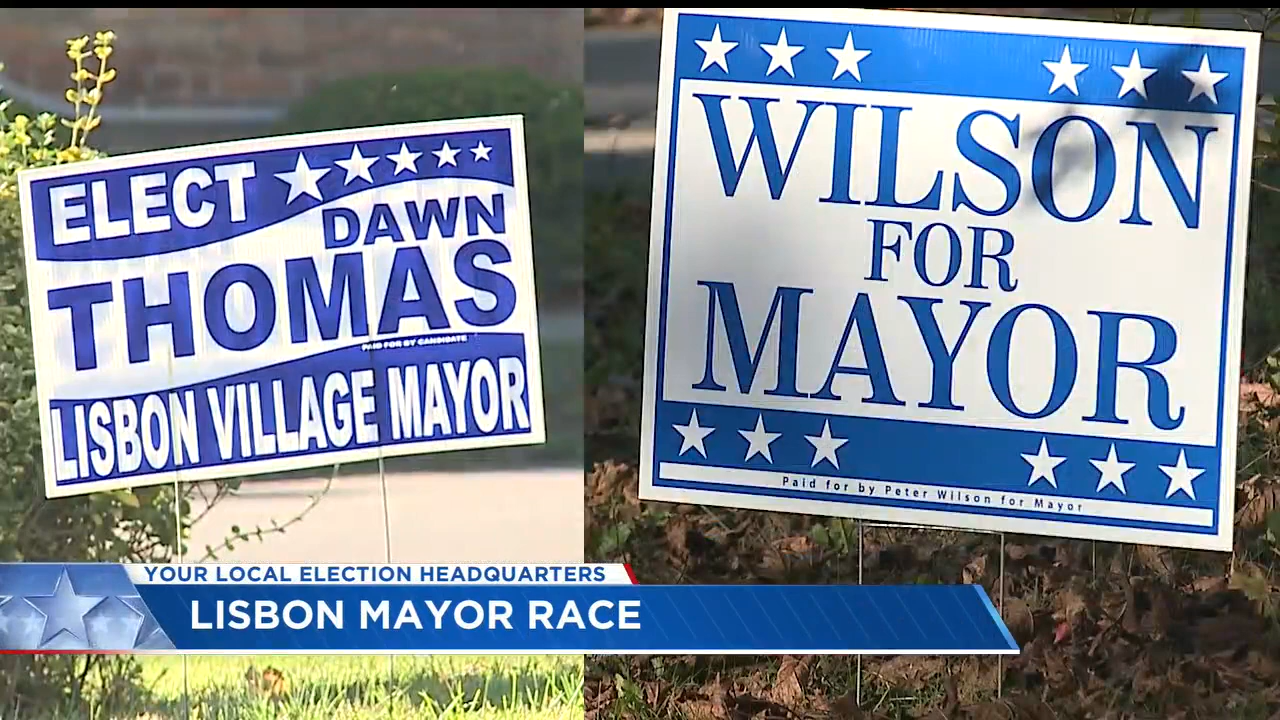 ELECT
DAWN
THOMAS
PAID FOR BY CANDIDATE
LISBON VILLAGE MAYOR
WILSON
FOR
MAYOR
Paid for by Peter Wilson for Mayor
YOUR LOCAL ELECTION HEADQUARTERS
LISBON MAYOR RACE